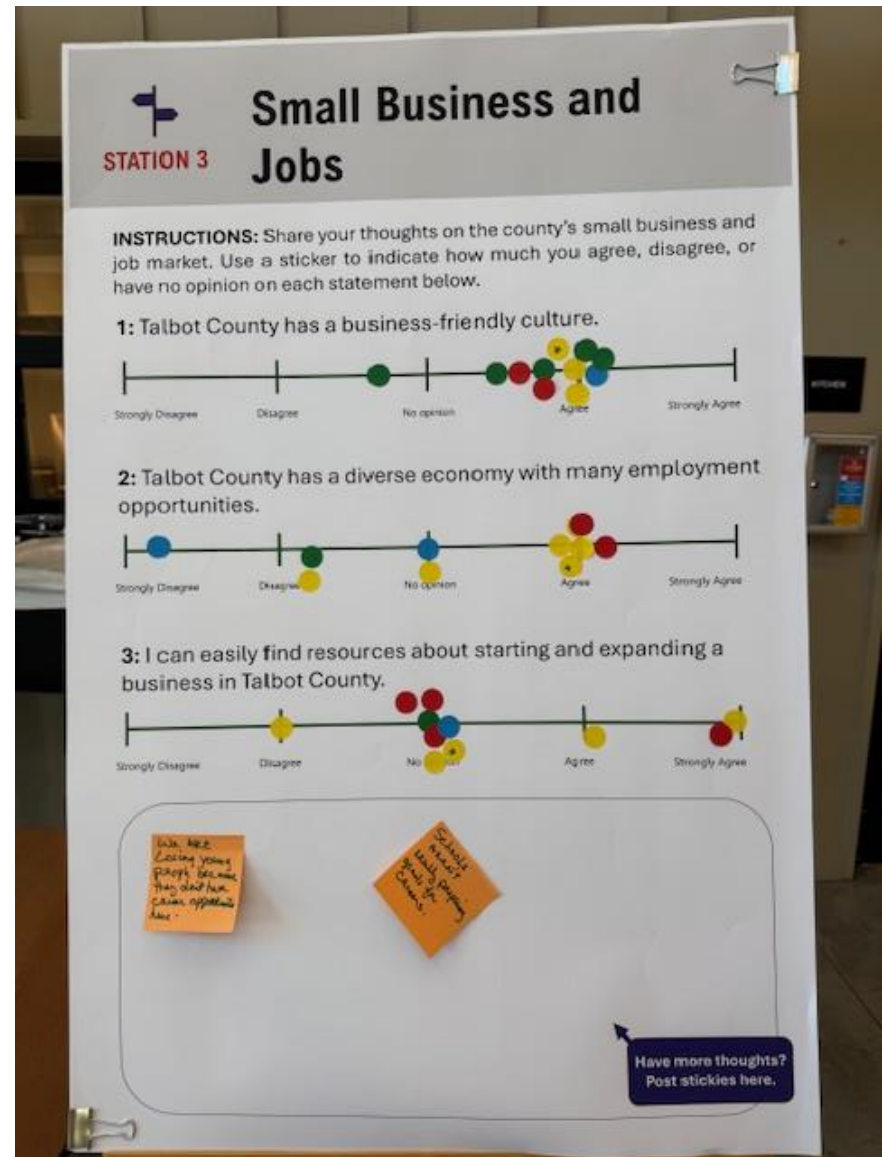 Small Business and
Jobs
STATION 3
INSTRUCTIONS: Share your thoughts on the county's small business and
job market. Use a sticker to indicate how much you agree, disagree, or
have no opinion on each statement below.
1: Talbot County has a business-friendly culture.
Strongly Disagree Disagree No opinion Agree Strongly Agree
2: Talbot County has a diverse economy with many employment
opportunities.
Strongly Disagree Disagree No opinion Agree Strongly Agree
3: I can easily find resources about starting and expanding a
business in Talbot County.
Strongly Disagree Disagree No Agree Strongly Agree
We are
Losing young
people because
they don't have
career opportunities
here.
Schools
aren't
really preparing
for
careers.
Have more thoughts?
Post stickies here.
KITCHEN